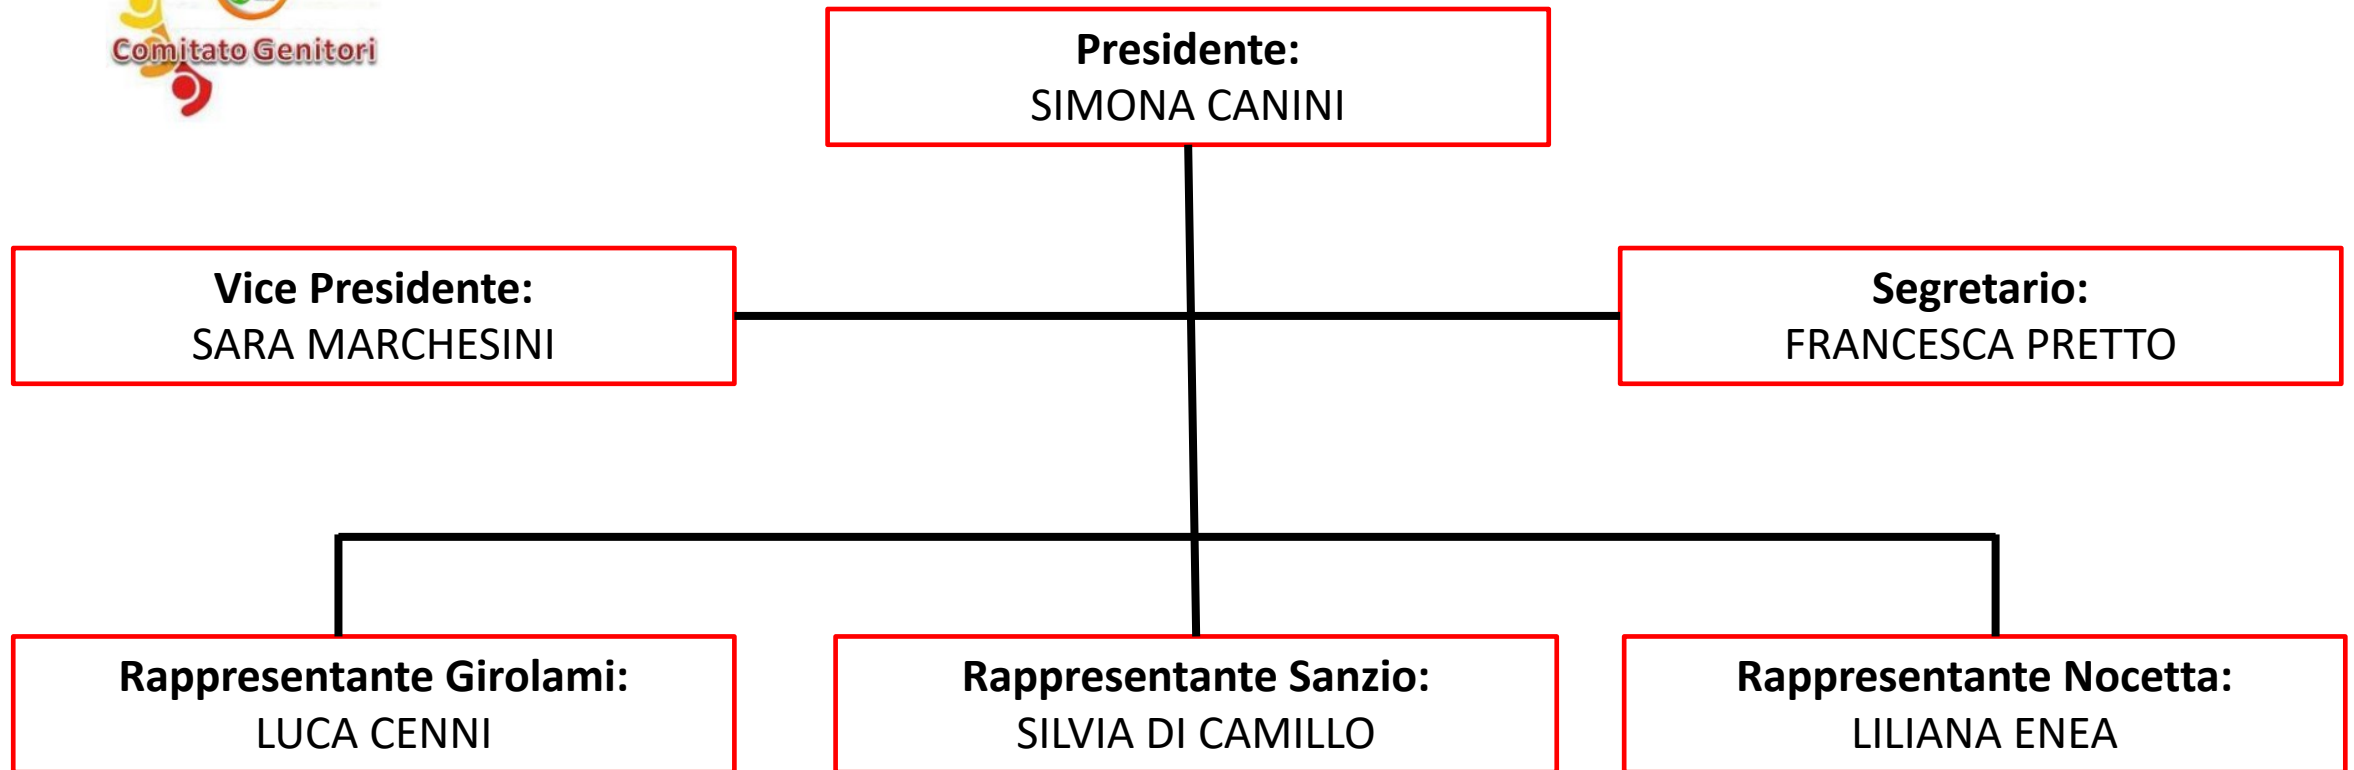 Comitato Genitori
Presidente:
SIMONA CANINI
Vice Presidente:
SARA MARCHESINI
Segretario:
FRANCESCA PRETTO
Rappresentante Girolami:
LUCA CENNI
Rappresentante Sanzio:
SILVIA DI CAMILLO
Rappresentante Nocetta:
LILIANA ENEA